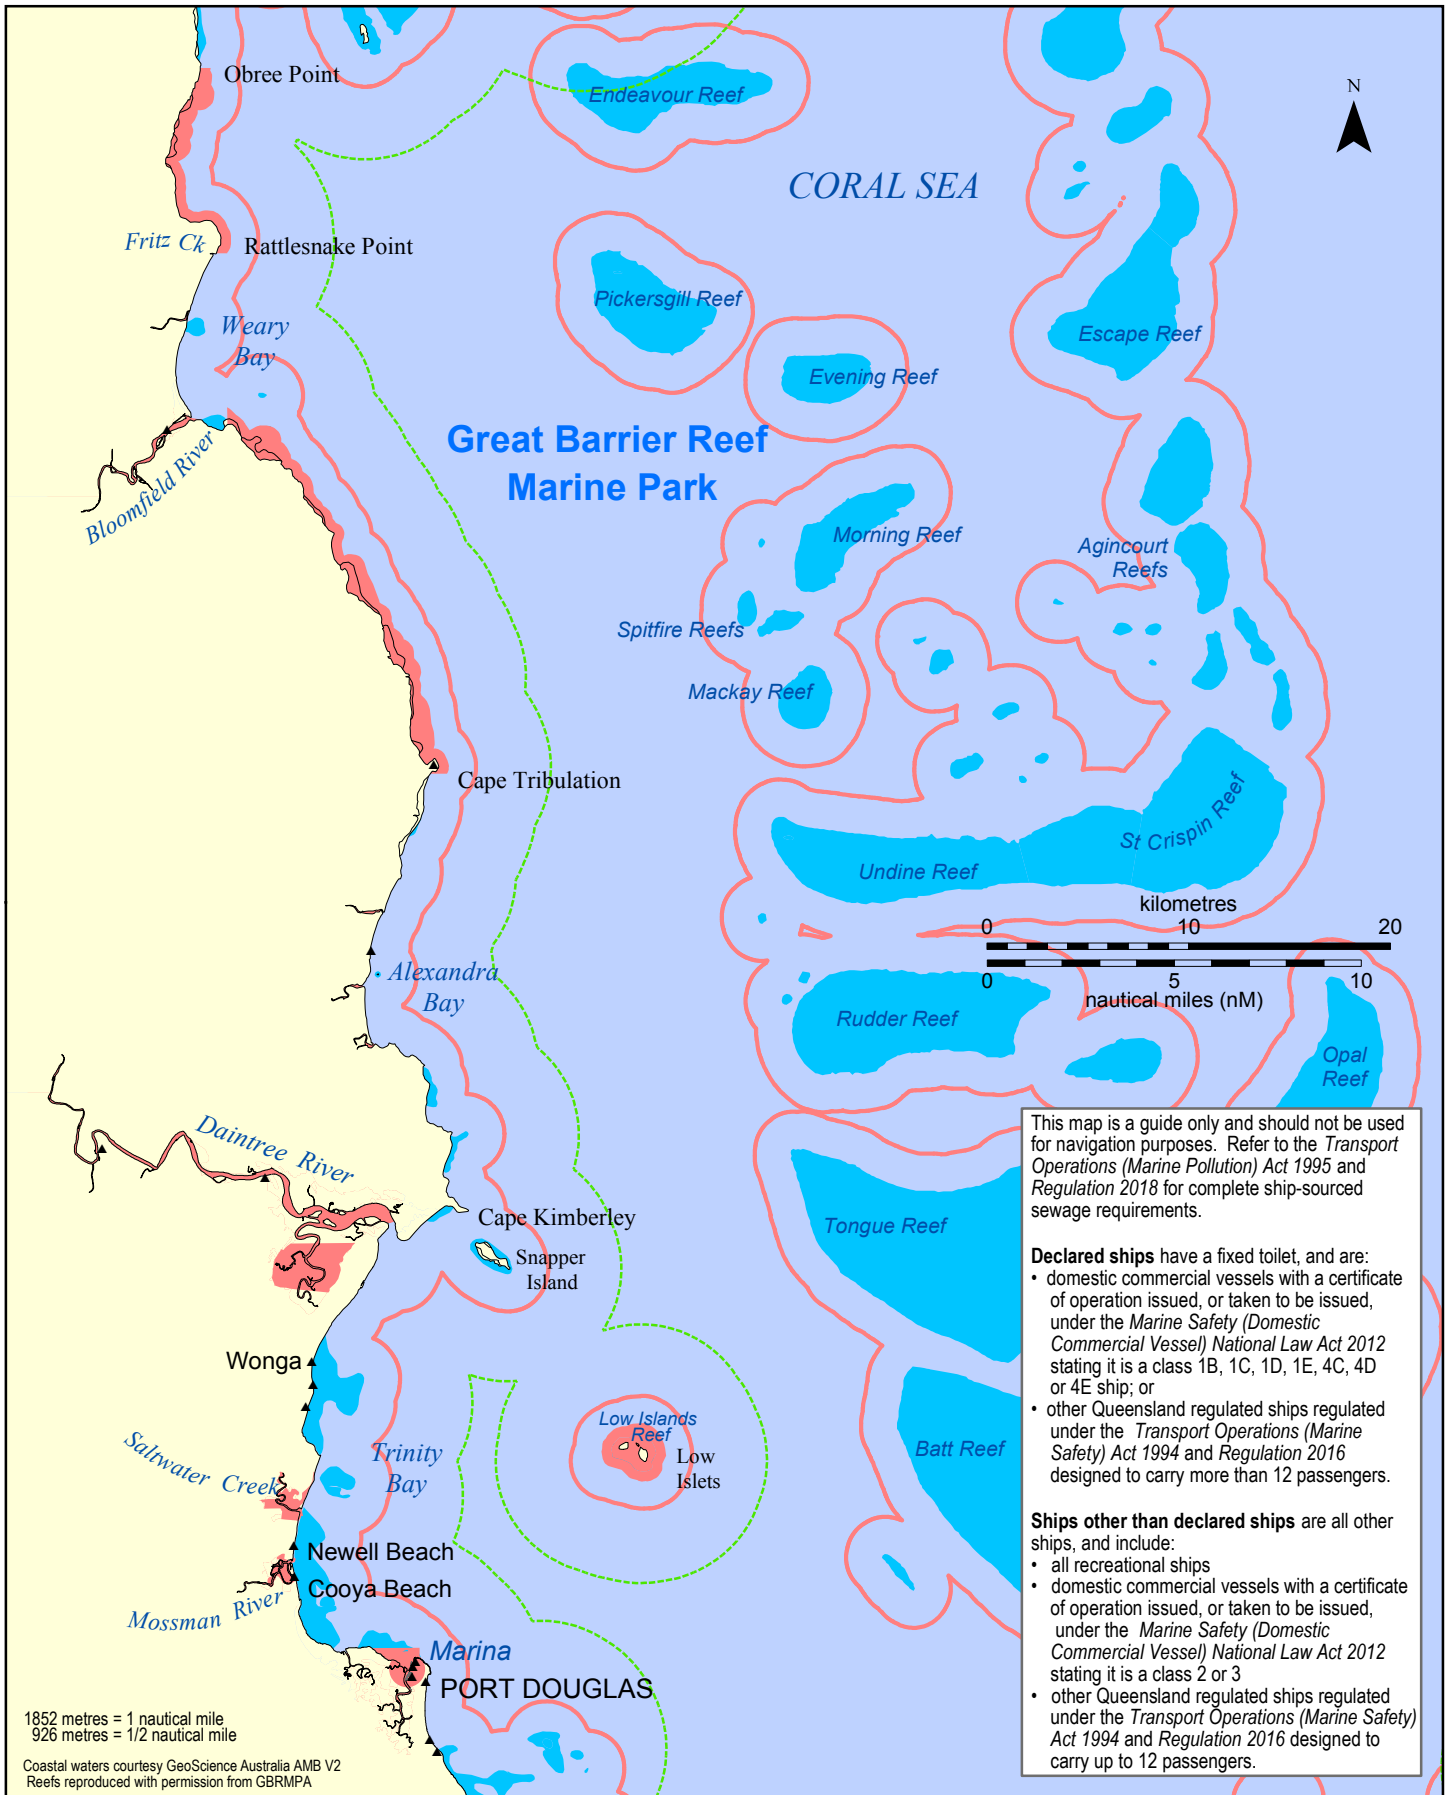 Obree Point
Endeavour Reef
N
CORAL SEA
Fritz Ck
Rattlesnake Point
Pickersgill Reef
Weary
Bay
Escape Reef
Evening Reef
Great Barrier Reef
Marine Park
Bloomfield River
Morning Reef
Agincourt
Reefs
Spitfire Reefs
Mackay Reef
Cape Tribulation
St Crispin Reef
Undine Reef
kilometres
0 10 20
Alexandra
Bay
0 5 10
nautical miles (nM)
Rudder Reef
Opal
Reef
Daintree River
Cape Kimberley
Snapper
Island
Tongue Reef
Wonga
Low Islands
Reef
Low
Islets
Trinity
Bay
Saltwater Creek
Batt Reef
Newell Beach
Cooya Beach
Mossman River
Marina
PORT DOUGLAS
1852 metres = 1 nautical mile
926 metres = 1/2 nautical mile
Coastal waters courtesy GeoScience Australia AMB V2
Reefs reproduced with permission from GBRMPA
This map is a guide only and should not be used
for navigation purposes. Refer to the Transport
Operations (Marine Pollution) Act 1995 and
Regulation 2018 for complete ship-sourced
sewage requirements.
Declared ships have a fixed toilet, and are:
• domestic commercial vessels with a certificate
of operation issued, or taken to be issued,
under the Marine Safety (Domestic
Commercial Vessel) National Law Act 2012
stating it is a class 1B, 1C, 1D, 1E, 4C, 4D
or 4E ship; or
• other Queensland regulated ships regulated
under the Transport Operations (Marine
Safety) Act 1994 and Regulation 2016
designed to carry more than 12 passengers.
Ships other than declared ships are all other
ships, and include:
• all recreational ships
• domestic commercial vessels with a certificate
of operation issued, or taken to be issued,
under the Marine Safety (Domestic
Commercial Vessel) National Law Act 2012
stating it is a class 2 or 3
• other Queensland regulated ships regulated
under the Transport Operations (Marine Safety)
Act 1994 and Regulation 2016 designed to
carry up to 12 passengers.